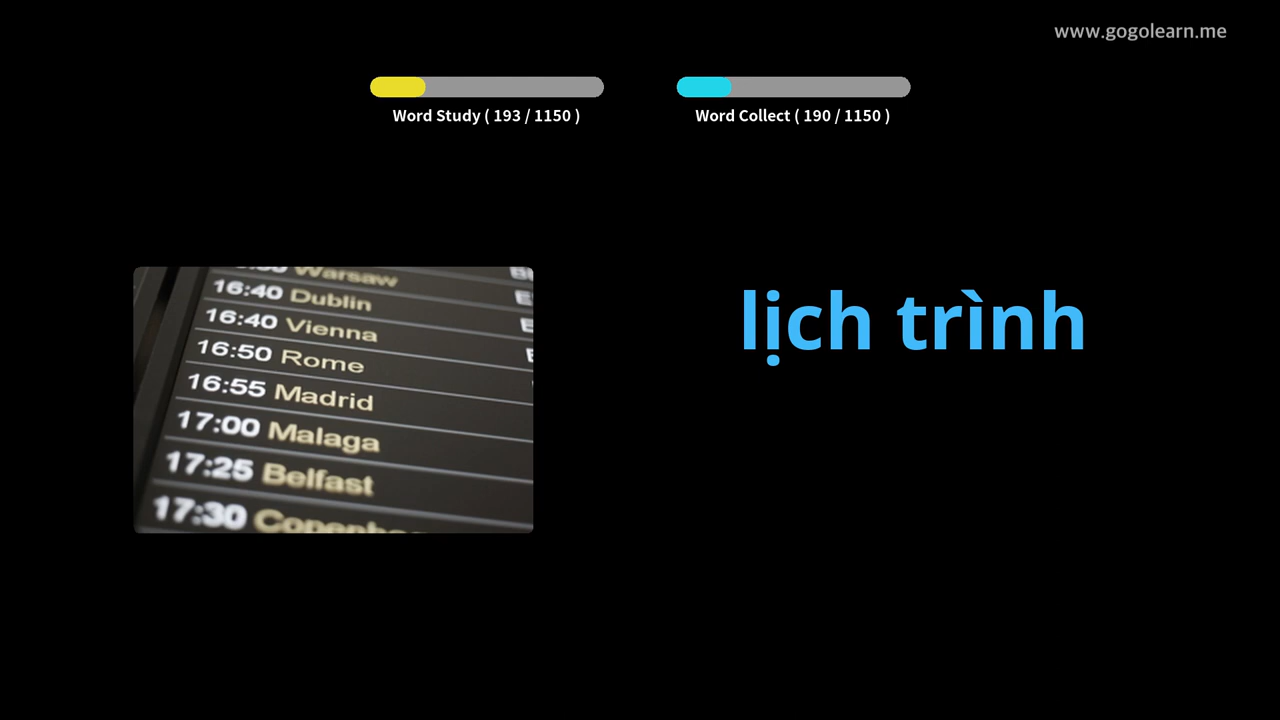 www.gogolearn.me
Word Study ( 193 / 1150 )
Word Collect ( 190 / 1150 )
lịch trình
Warsaw
16:40 Dublin
16:40 Vienna
16:50 Rome
16:55 Madrid
17:00 Malaga
17:25 Belfast
17:30